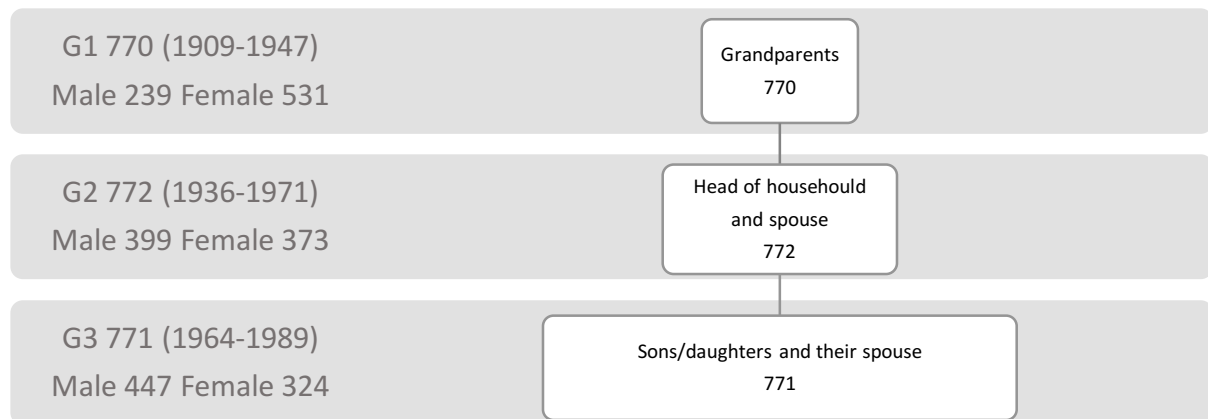 G1 770 (1909-1947)
Male 239 Female 531
Grandparents
770
G2 772 (1936-1971)
Male 399 Female 373
Head of househould
and spouse
772
G3 771 (1964-1989)
Male 447 Female 324
Sons/daughters and their spouse
771